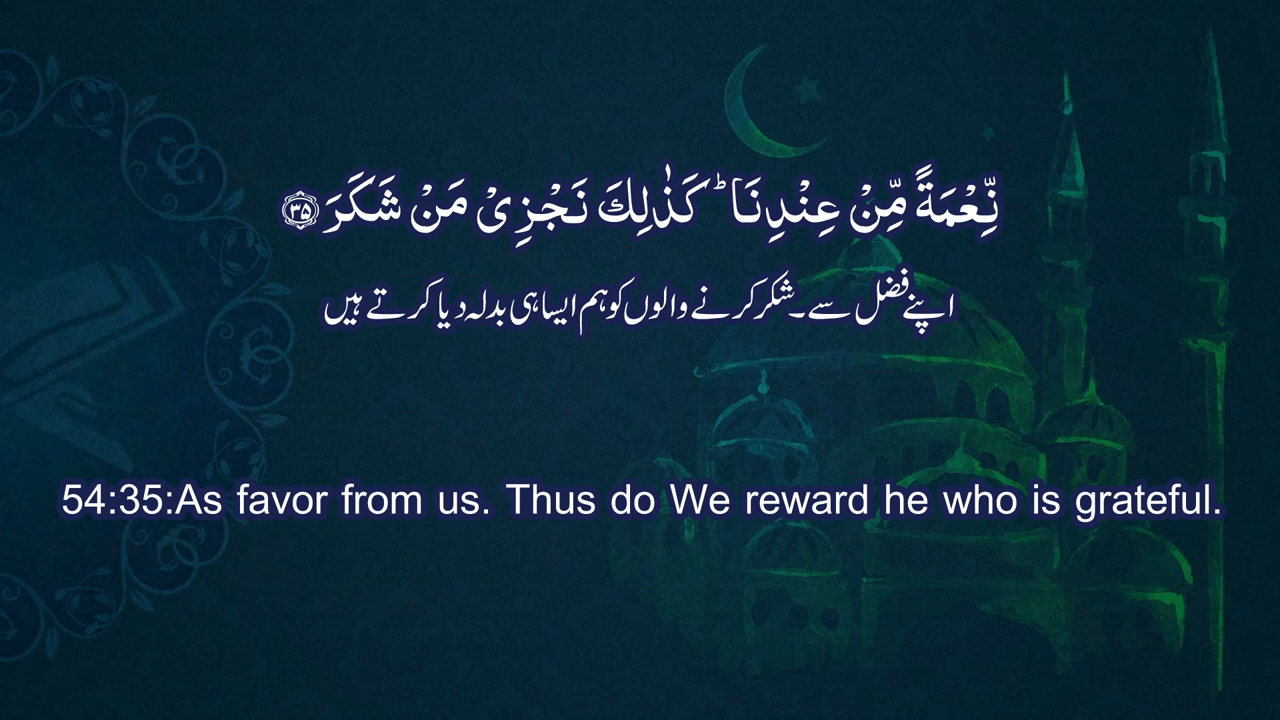 نِّعْمَةً مِّنْ عِنْدِنَا ؕ كَذٰلِكَ نَجْزِىْ مَنْ شَكَرَ ﴿۳۵﴾
اپنے فضل سے۔ شکر کرنے والوں کو ہم ایسا ہی بدلہ دیا کرتے ہیں
54:35:As favor from us. Thus do We reward he who is grateful.